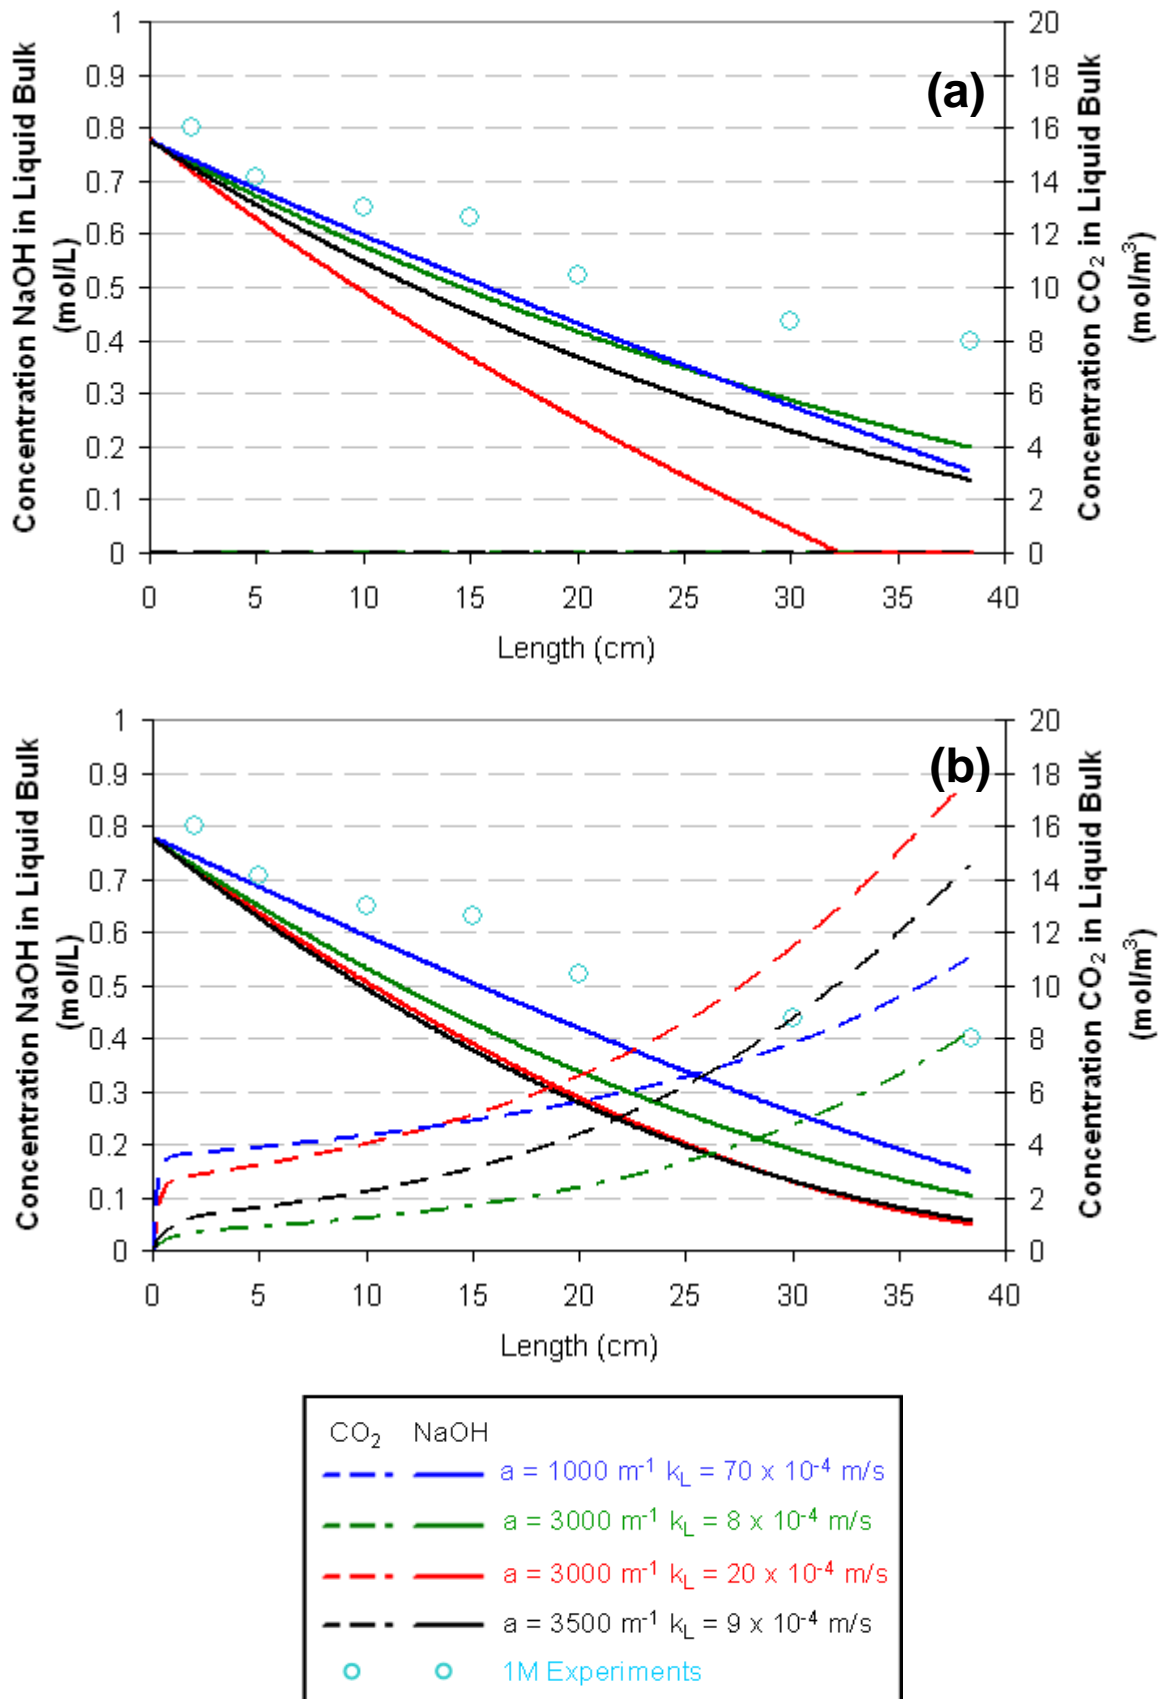 Concentration NaOH in Liquid Bulk
(mol/L)
1
0.9
0.8
0.7
0.6
0.5
0.4
0.3
0.2
0.1
0
(a)
20
18
16
14
12
10
8
6
4
2
0
Concentration CO₂ in Liquid Bulk
(mol/m³)
0 5 10 15 20 25 30 35 40
Length (cm)
Concentration NaOH in Liquid Bulk
(mol/L)
1
0.9
0.8
0.7
0.6
0.5
0.4
0.3
0.2
0.1
0
(b)
20
18
16
14
12
10
8
6
4
2
0
Concentration CO₂ in Liquid Bulk
(mol/m³)
0 5 10 15 20 25 30 35 40
Length (cm)
CO₂ NaOH
a = 1000 m⁻¹ k_L = 70 x 10⁻⁴ m/s
a = 3000 m⁻¹ k_L = 8 x 10⁻⁴ m/s
a = 3000 m⁻¹ k_L = 20 x 10⁻⁴ m/s
a = 3500 m⁻¹ k_L = 9 x 10⁻⁴ m/s
1M Experiments